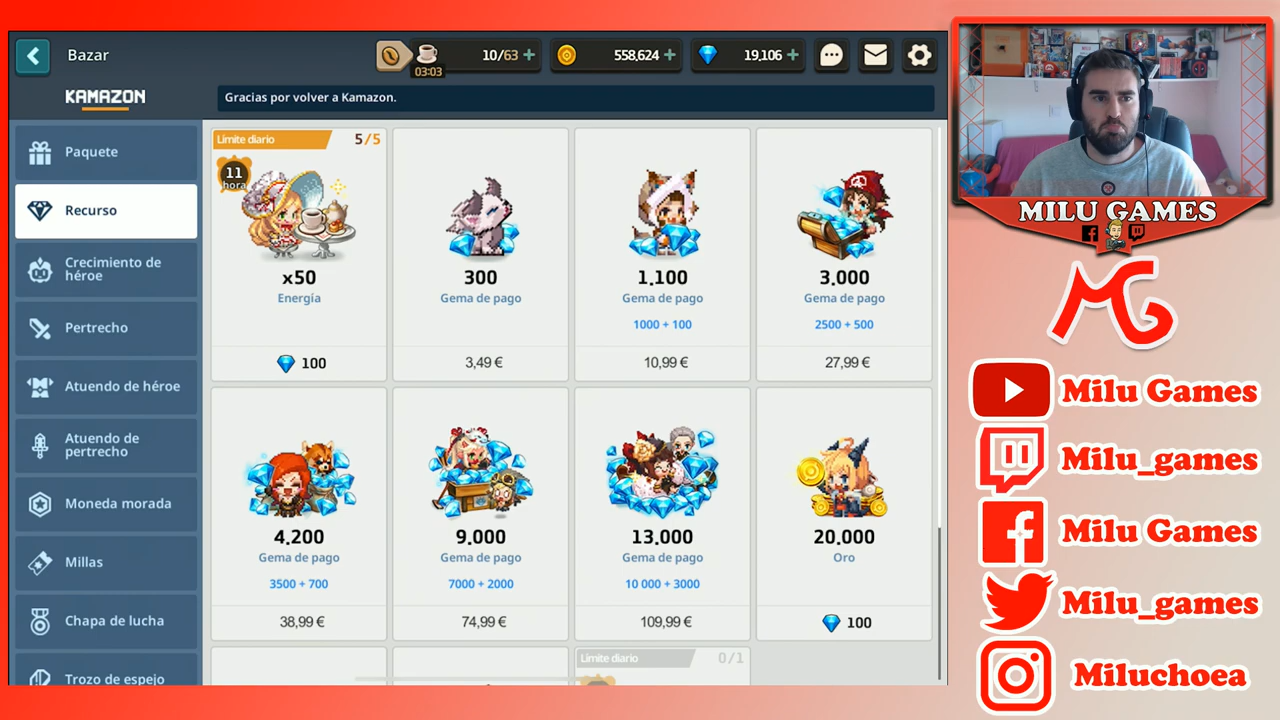 Bazar
03:03
10/63
558,624
19,106
KAMAZON
Gracias por volver a Kamazon.
Paquete
Recurso
Crecimiento de
héroe
Pertrecho
Atuendo de héroe
Atuendo de
pertrecho
Moneda morada
Millas
Chapa de lucha
Trozo de espejo
Límite diario
5/5
11
hora
x50
Energía
100
300
Gema de pago
3,49 €
1.100
Gema de pago
1000 + 100
10,99 €
3.000
Gema de pago
2500 + 500
27,99 €
4.200
Gema de pago
3500 + 700
38,99 €
9.000
Gema de pago
7000 + 2000
74,99 €
13.000
Gema de pago
10 000 + 3000
109,99 €
20.000
Oro
100
Límite diario
0/1
MILU GAMES
MG
Milu Games
Milu_games
Milu Games
Milu_games
Miluchoea